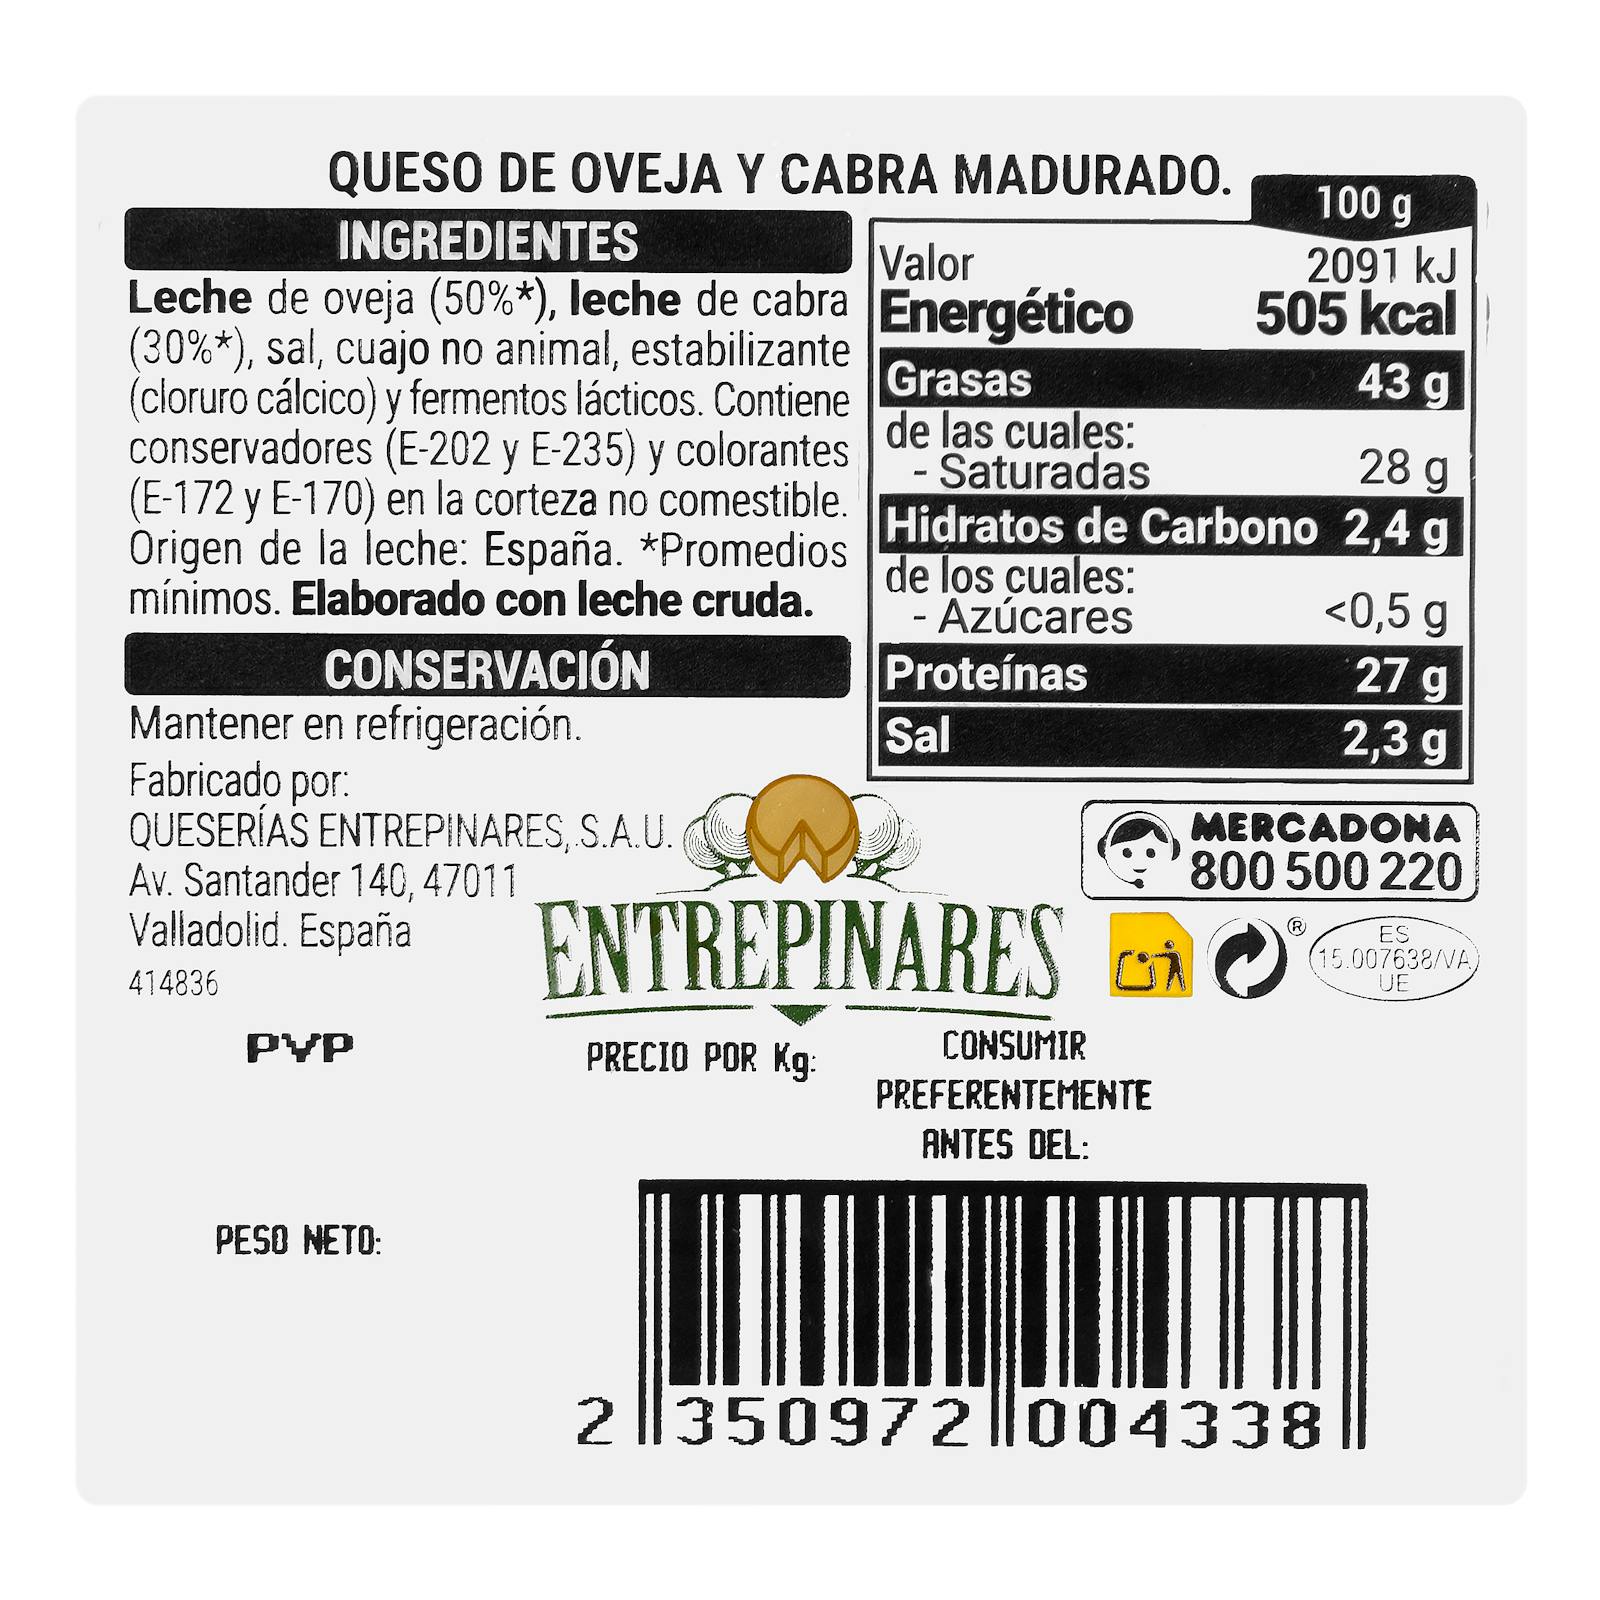 QUESO DE OVEJA Y CABRA MADURADO.
INGREDIENTES
Leche de oveja (50%*), leche de cabra
(30%*), sal, cuajo no animal, estabilizante
(cloruro cálcico) y fermentos lácticos. Contiene
conservadores (E-202 y E-235) y colorantes
(E-172 y E-170) en la corteza no comestible.
Origen de la leche: España. *Promedios
mínimos. Elaborado con leche cruda.
CONSERVACIÓN
Mantener en refrigeración.
Fabricado por:
QUESERÍAS ENTREPINARES, S.A.U.
Av. Santander 140, 47011
Valladolid. España
414836
100 g
Valor 2091 kJ
Energético 505 kcal
Grasas 43 g
de las cuales:
- Saturadas 28 g
Hidratos de Carbono 2,4 g
de los cuales:
- Azúcares <0,5 g
Proteínas 27 g
Sal 2,3 g
MERCADONA
800 500 220
ENTREPINARES
®
ES
15.007638/VA
UE
PVP
PRECIO POR Kg:
CONSUMIR
PREFERENTEMENTE
ANTES DEL:
PESO NETO:
2 350972 004338